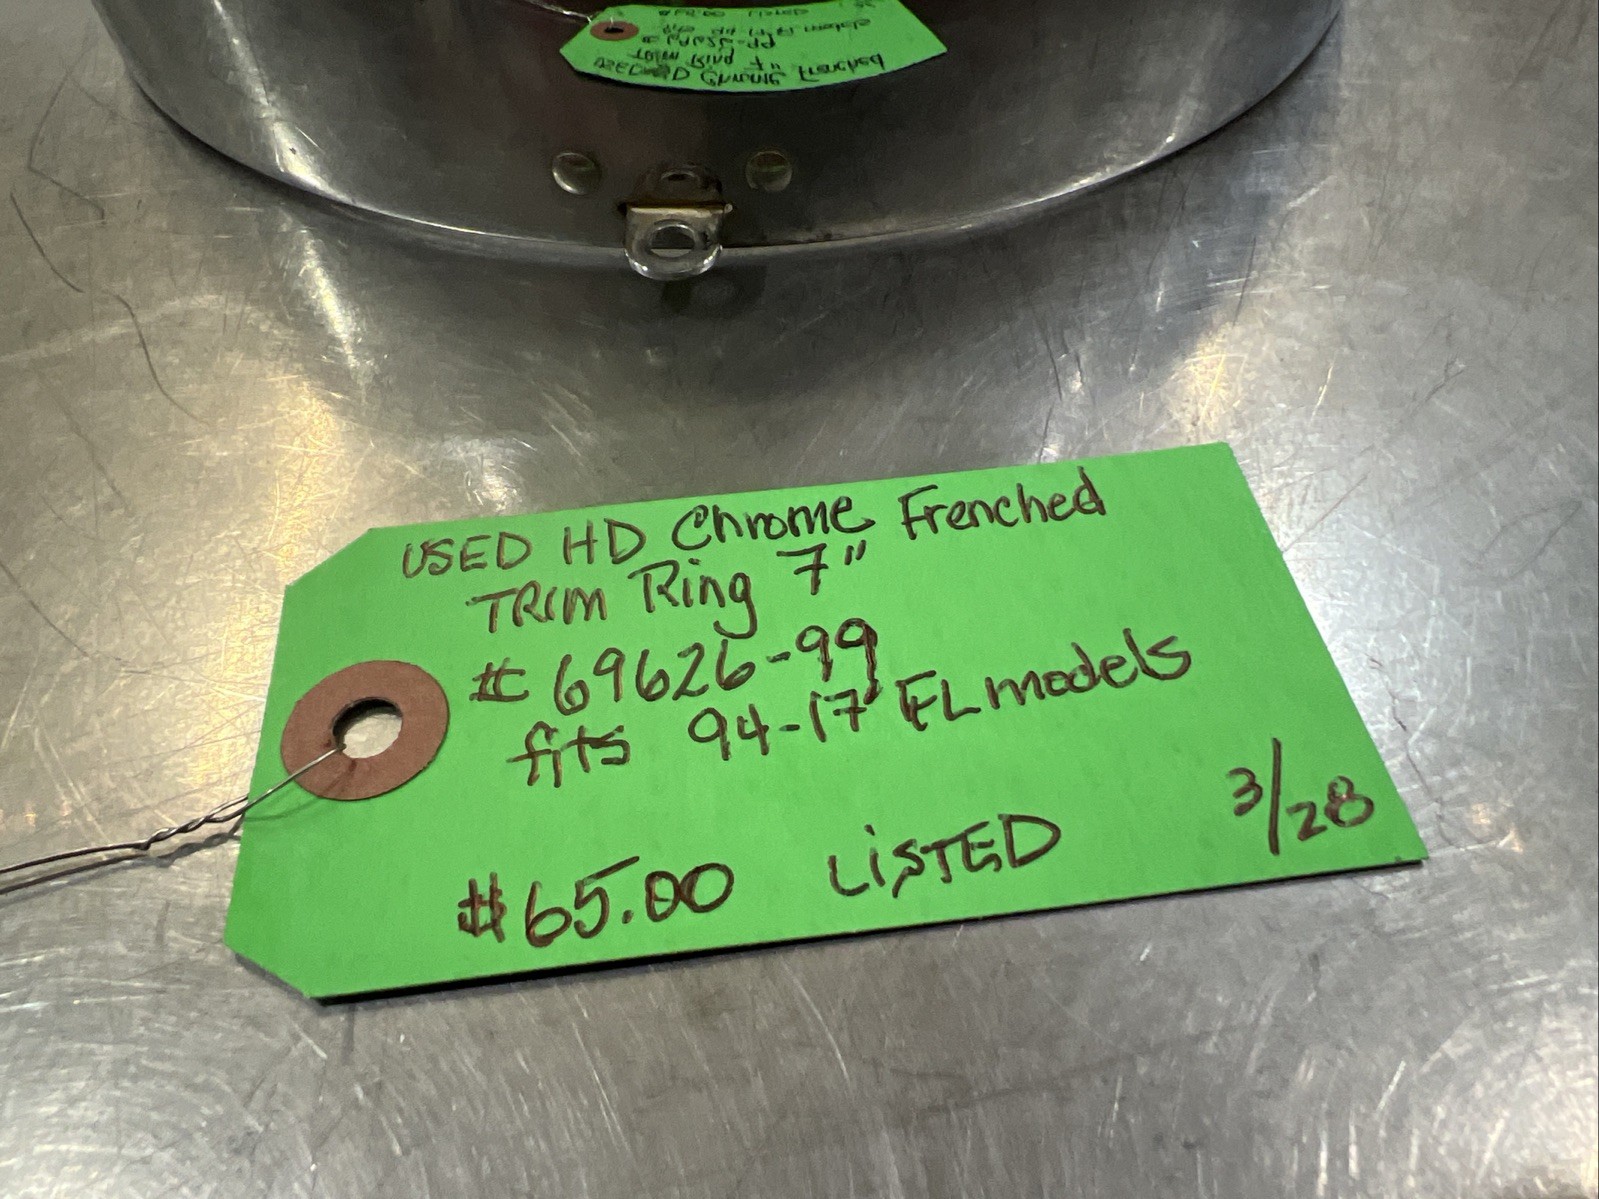 USED HD Chrome Frenched
TRIM Ring 7"
# 69626-99
fits 94-17' FL models
$65.00 LISTED 3/28